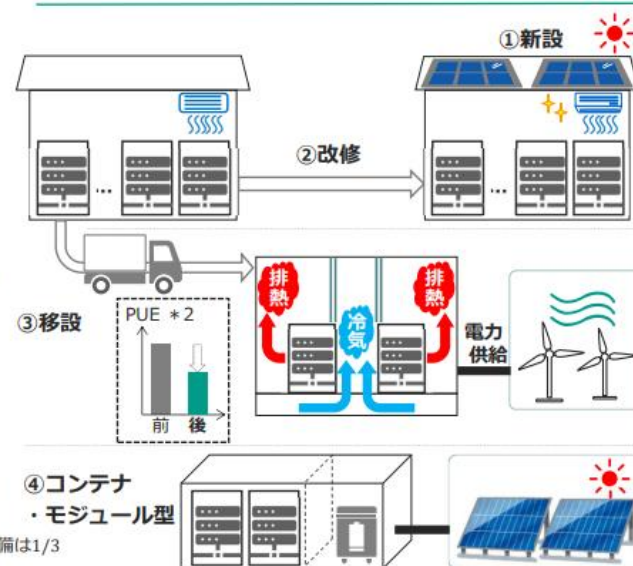 ①新設
②改修
...
...
...
③移設
PUE *2
前
後
排熱
冷気
排熱
電力
供給
④コンテナ
・モジュール型
備は1/3